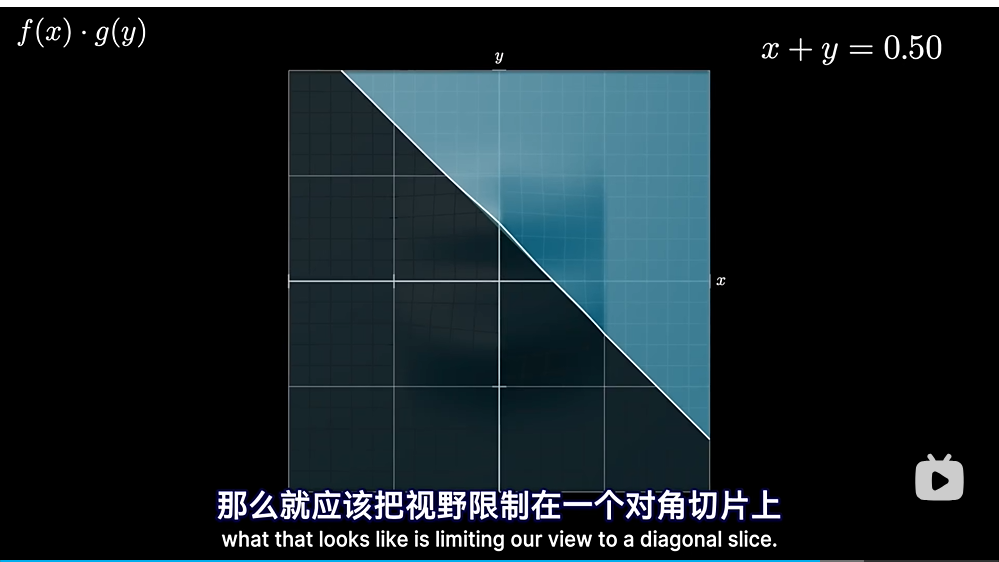 f(x) · g(y)
x + y = 0.50
y
x
那么就应该把视野限制在一个对角切片上
what that looks like is limiting our view to a diagonal slice.